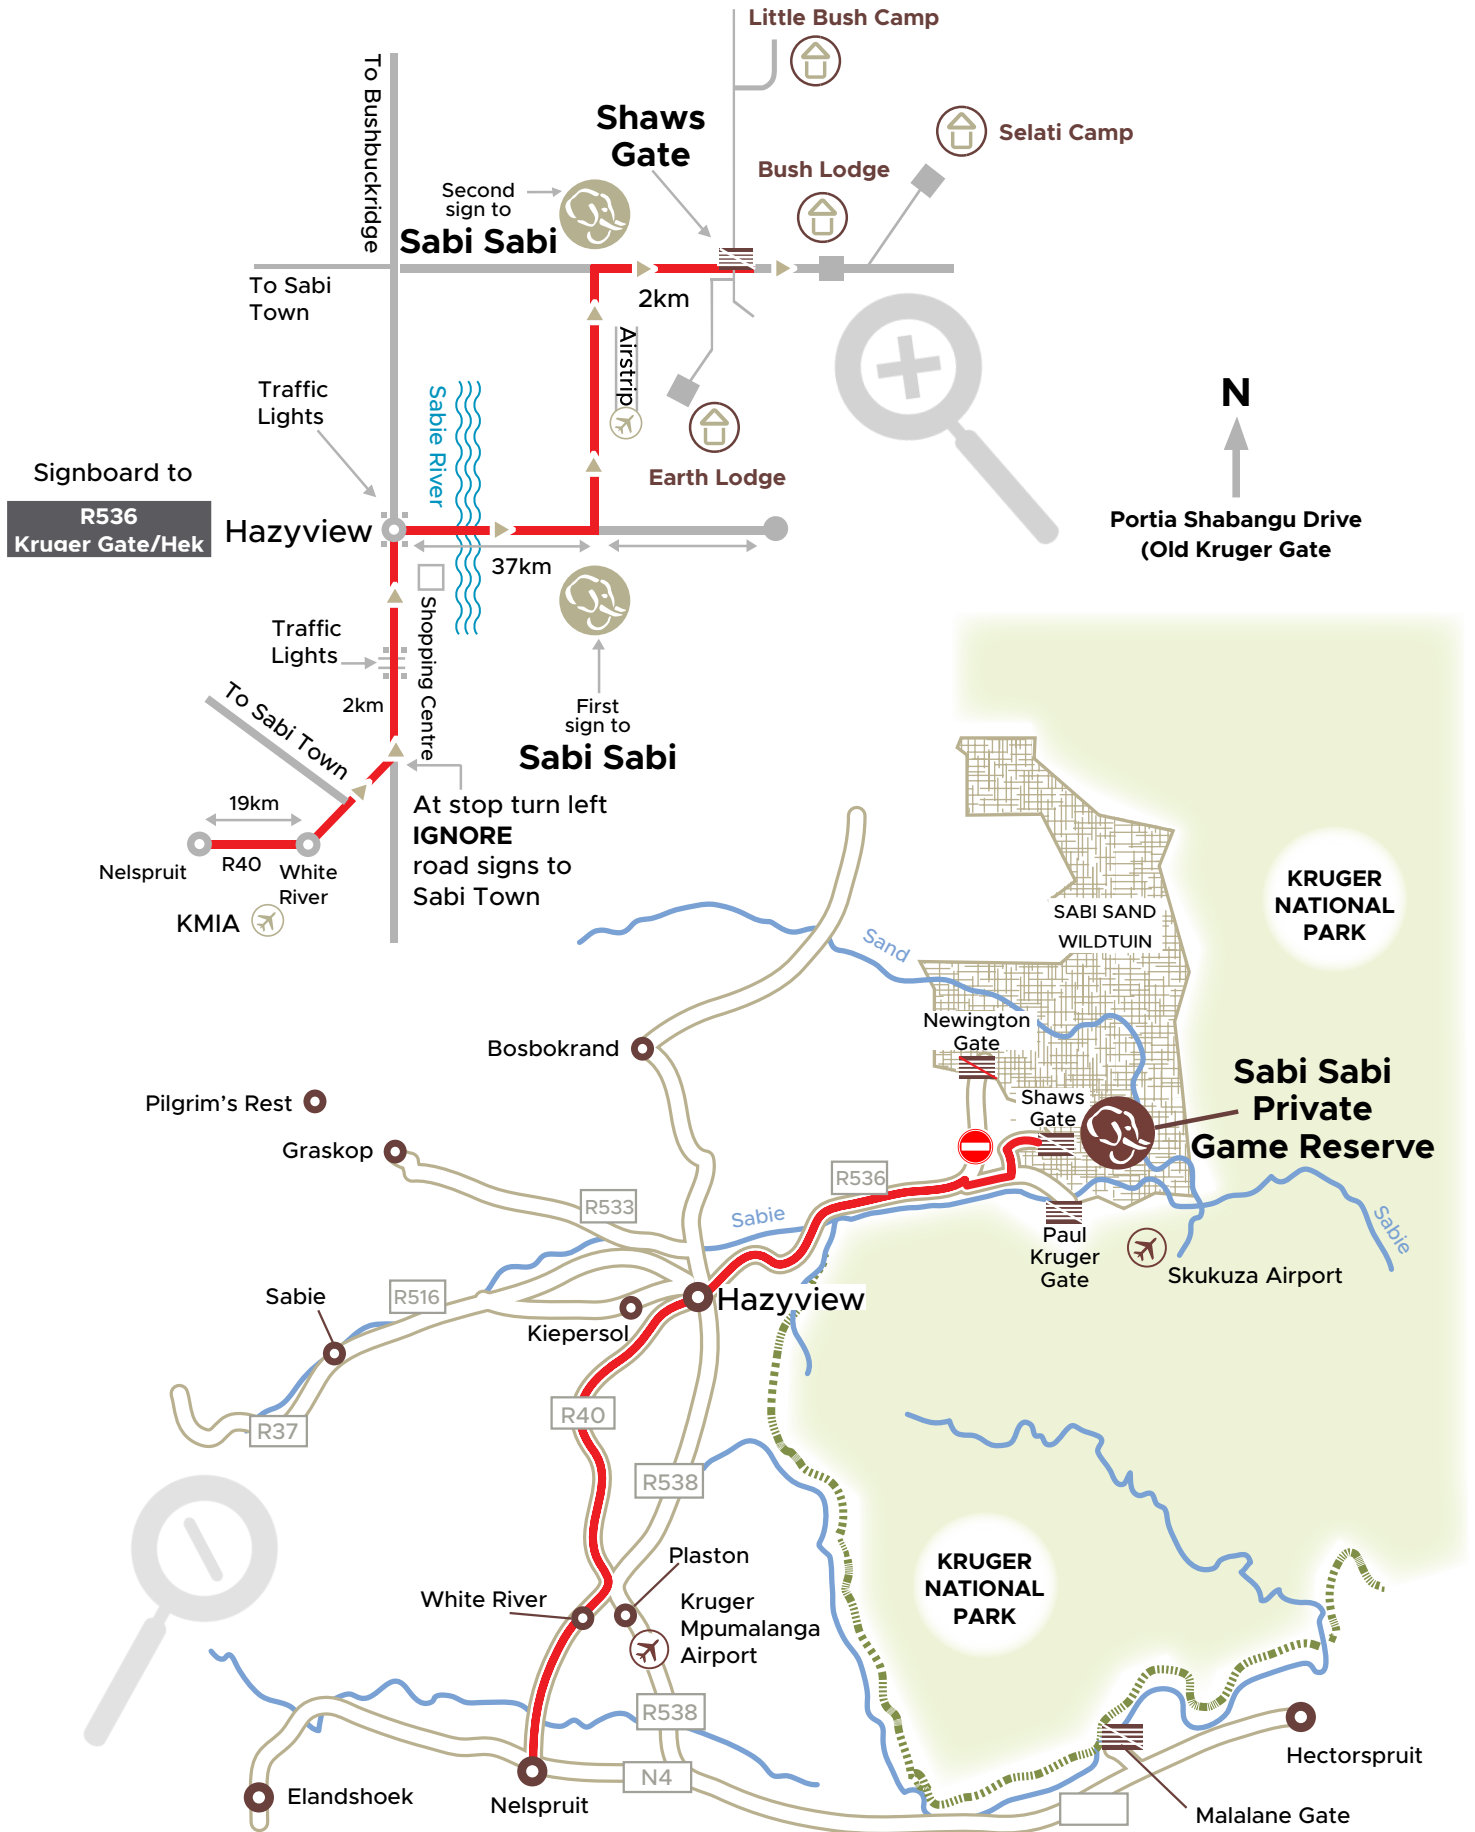 Little Bush Camp
To Bushbuckridge
Shaws
Gate
Selati Camp
Bush Lodge
Second
sign to
Sabi Sabi
To Sabi
Town
2km
Airstrip
Traffic
Lights
Sabie River
N
Earth Lodge
Signboard to
R536
Kruger Gate/Hek
Hazyview
Portia Shabangu Drive
(Old Kruger Gate
37km
Shopping Centre
Traffic
Lights
2km
First
sign to
Sabi Sabi
To Sabi Town
At stop turn left
IGNORE
road signs to
Sabi Town
19km
Nelspruit
R40
White
River
KMIA
KRUGER
NATIONAL
PARK
SABI SAND
WILDTUIN
Sand
Newington
Gate
Bosbokrand
Sabi Sabi
Private
Game Reserve
Shaws
Gate
Pilgrim's Rest
Graskop
R536
R533
Sabie
Sabie
Paul
Kruger
Gate
Skukuza Airport
Sabie
R516
Hazyview
Kiepersol
R40
R37
R538
Plaston
KRUGER
NATIONAL
PARK
White River
Kruger
Mpumalanga
Airport
R538
Hectorspruit
N4
Elandshoek
Nelspruit
Malalane Gate